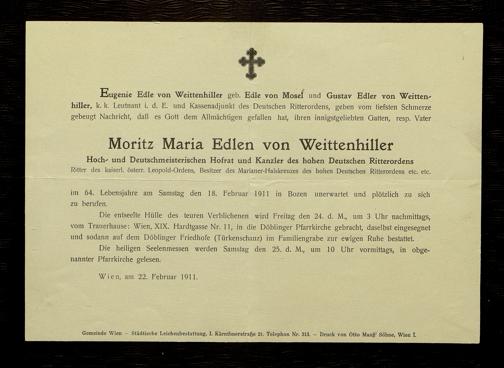 Eugenie Edle von Weittenhiller geb. Edle von Mosel und Gustav Edler von Weitten-
hiller, k. k. Leutnant i. d. E. und Kassenadjunkt des Deutschen Ritterordens, geben vom tiefsten Schmerze
gebeugt Nachricht, daß es Gott dem Allmächtigen gefallen hat, ihren innigstgeliebten Gatten, resp. Vater
Moritz Maria Edlen von Weittenhiller
Hoch- und Deutschmeisterischen Hofrat und Kanzler des hohen Deutschen Ritterordens
Ritter des kaiserl. österr. Leopold-Ordens, Besitzer des Marianer-Halskreuzes des hohen Deutschen Ritterordens etc. etc.
im 64. Lebensjahre am Samstag den 18. Februar 1911 in Bozen unerwartet und plötzlich zu sich
zu berufen.
Die entseelte Hülle des teuren Verblichenen wird Freitag den 24. d. M., um 3 Uhr nachmittags,
vom Trauerhause: Wien, XIX. Hardtgasse Nr. 11, in die Döblinger Pfarrkirche gebracht, daselbst eingesegnet
und sodann auf dem Döblinger Friedhofe (Türkenschanz) im Familiengrabe zur ewigen Ruhe bestattet.
Die heiligen Seelenmessen werden Samstag den 25. d. M., um 10 Uhr vormittags, in obge-
nannter Pfarrkirche gelesen.
Wien, am 22. Februar 1911.
Gemeinde Wien – Städtische Leichenbestattung, I. Kärntnerstraße 21. Telephon Nr. 313. – Druck von Otto Maaß' Söhne, Wien I.